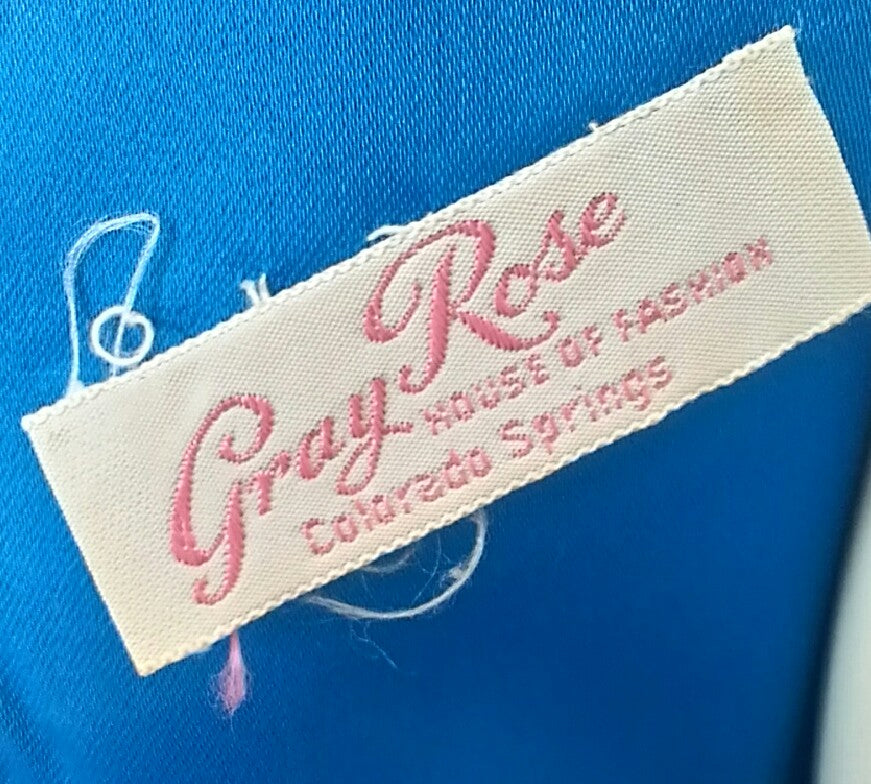 Gray Rose
HOUSE OF FASHION
Colorado Springs